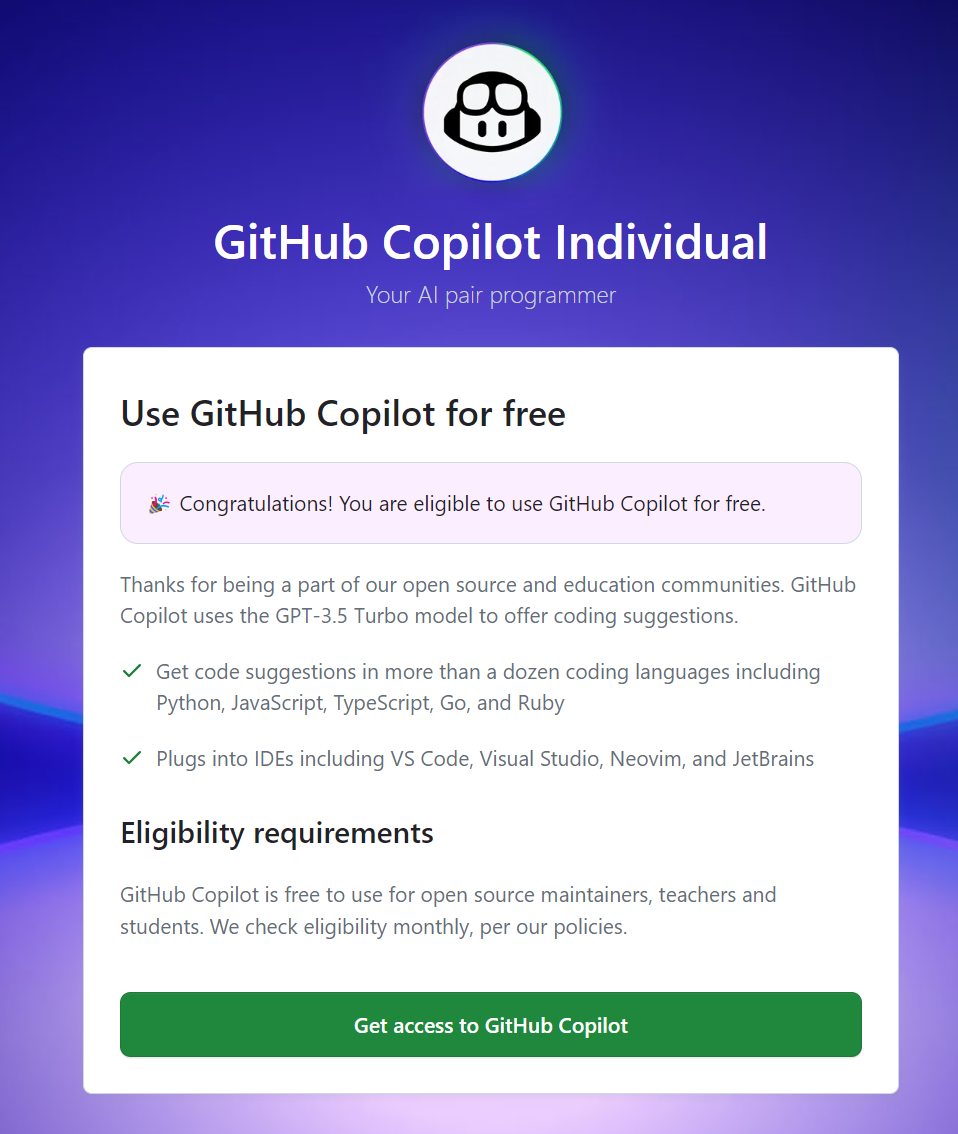 GitHub Copilot Individual
Your AI pair programmer
Use GitHub Copilot for free
🎉 Congratulations! You are eligible to use GitHub Copilot for free.
Thanks for being a part of our open source and education communities. GitHub
Copilot uses the GPT-3.5 Turbo model to offer coding suggestions.
Get code suggestions in more than a dozen coding languages including
Python, JavaScript, TypeScript, Go, and Ruby
Plugs into IDEs including VS Code, Visual Studio, Neovim, and JetBrains
Eligibility requirements
GitHub Copilot is free to use for open source maintainers, teachers and
students. We check eligibility monthly, per our policies.
Get access to GitHub Copilot